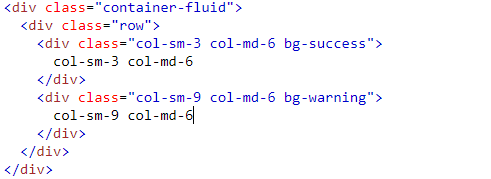 <div class="container-fluid">
  <div class="row">
    <div class="col-sm-3 col-md-6 bg-success">
      col-sm-3 col-md-6
    </div>
    <div class="col-sm-9 col-md-6 bg-warning">
      col-sm-9 col-md-6
    </div>
  </div>
</div>